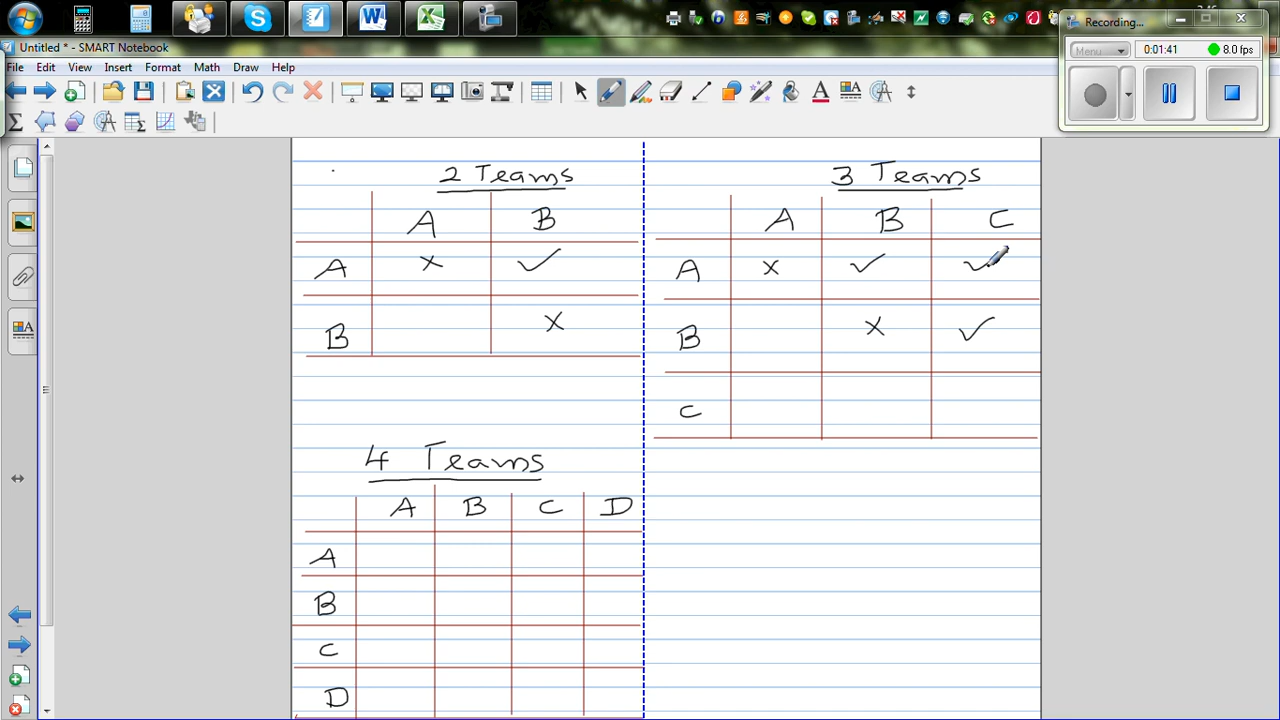 Recording...
Untitled * - SMART Notebook
Menu
0:01:41
8.0 fps
File Edit View Insert Format Math Draw Help
2 Teams
A B
A × ✓
B ×
3 Teams
A B C
A × ✓ ✓
B × ✓
C
4 Teams
A B C D
A
B
C
D